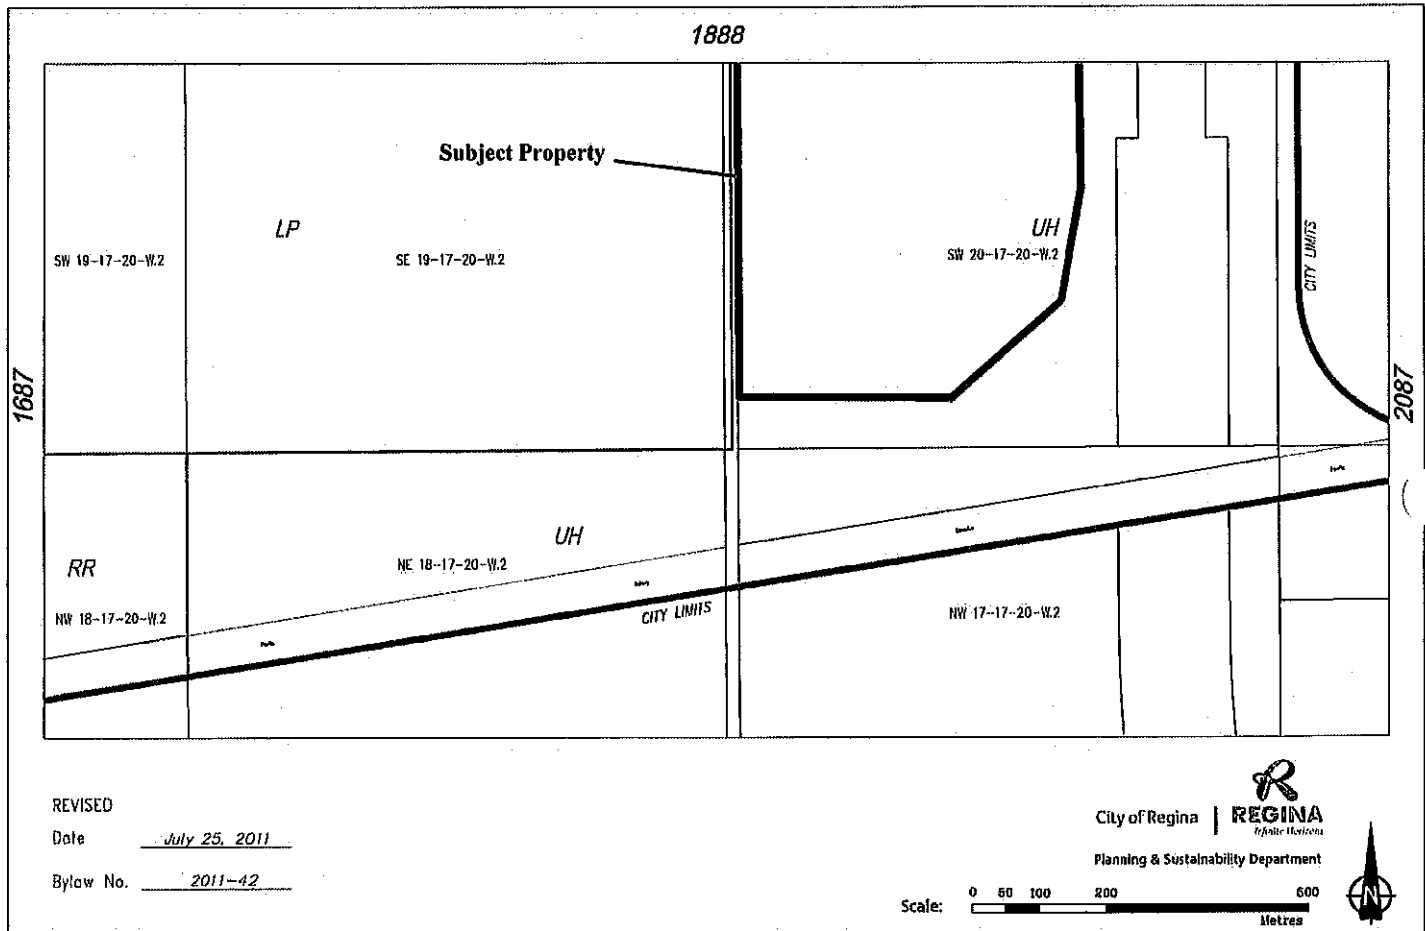 1888
Subject Property
LP
UH
SW 19-17-20-W.2
SE 19-17-20-W.2
SW 20-17-20-W.2
CITY LIMITS
1687
2087
UH
RR
NE 18-17-20-W.2
NW 18-17-20-W.2
CITY LIMITS
NW 17-17-20-W.2
REVISED
Date July 25, 2011
Bylaw No. 2011-42
City of Regina | REGINA
Infinite Horizons
Planning & Sustainability Department
Scale:
0 50 100 200 600
Metres
N